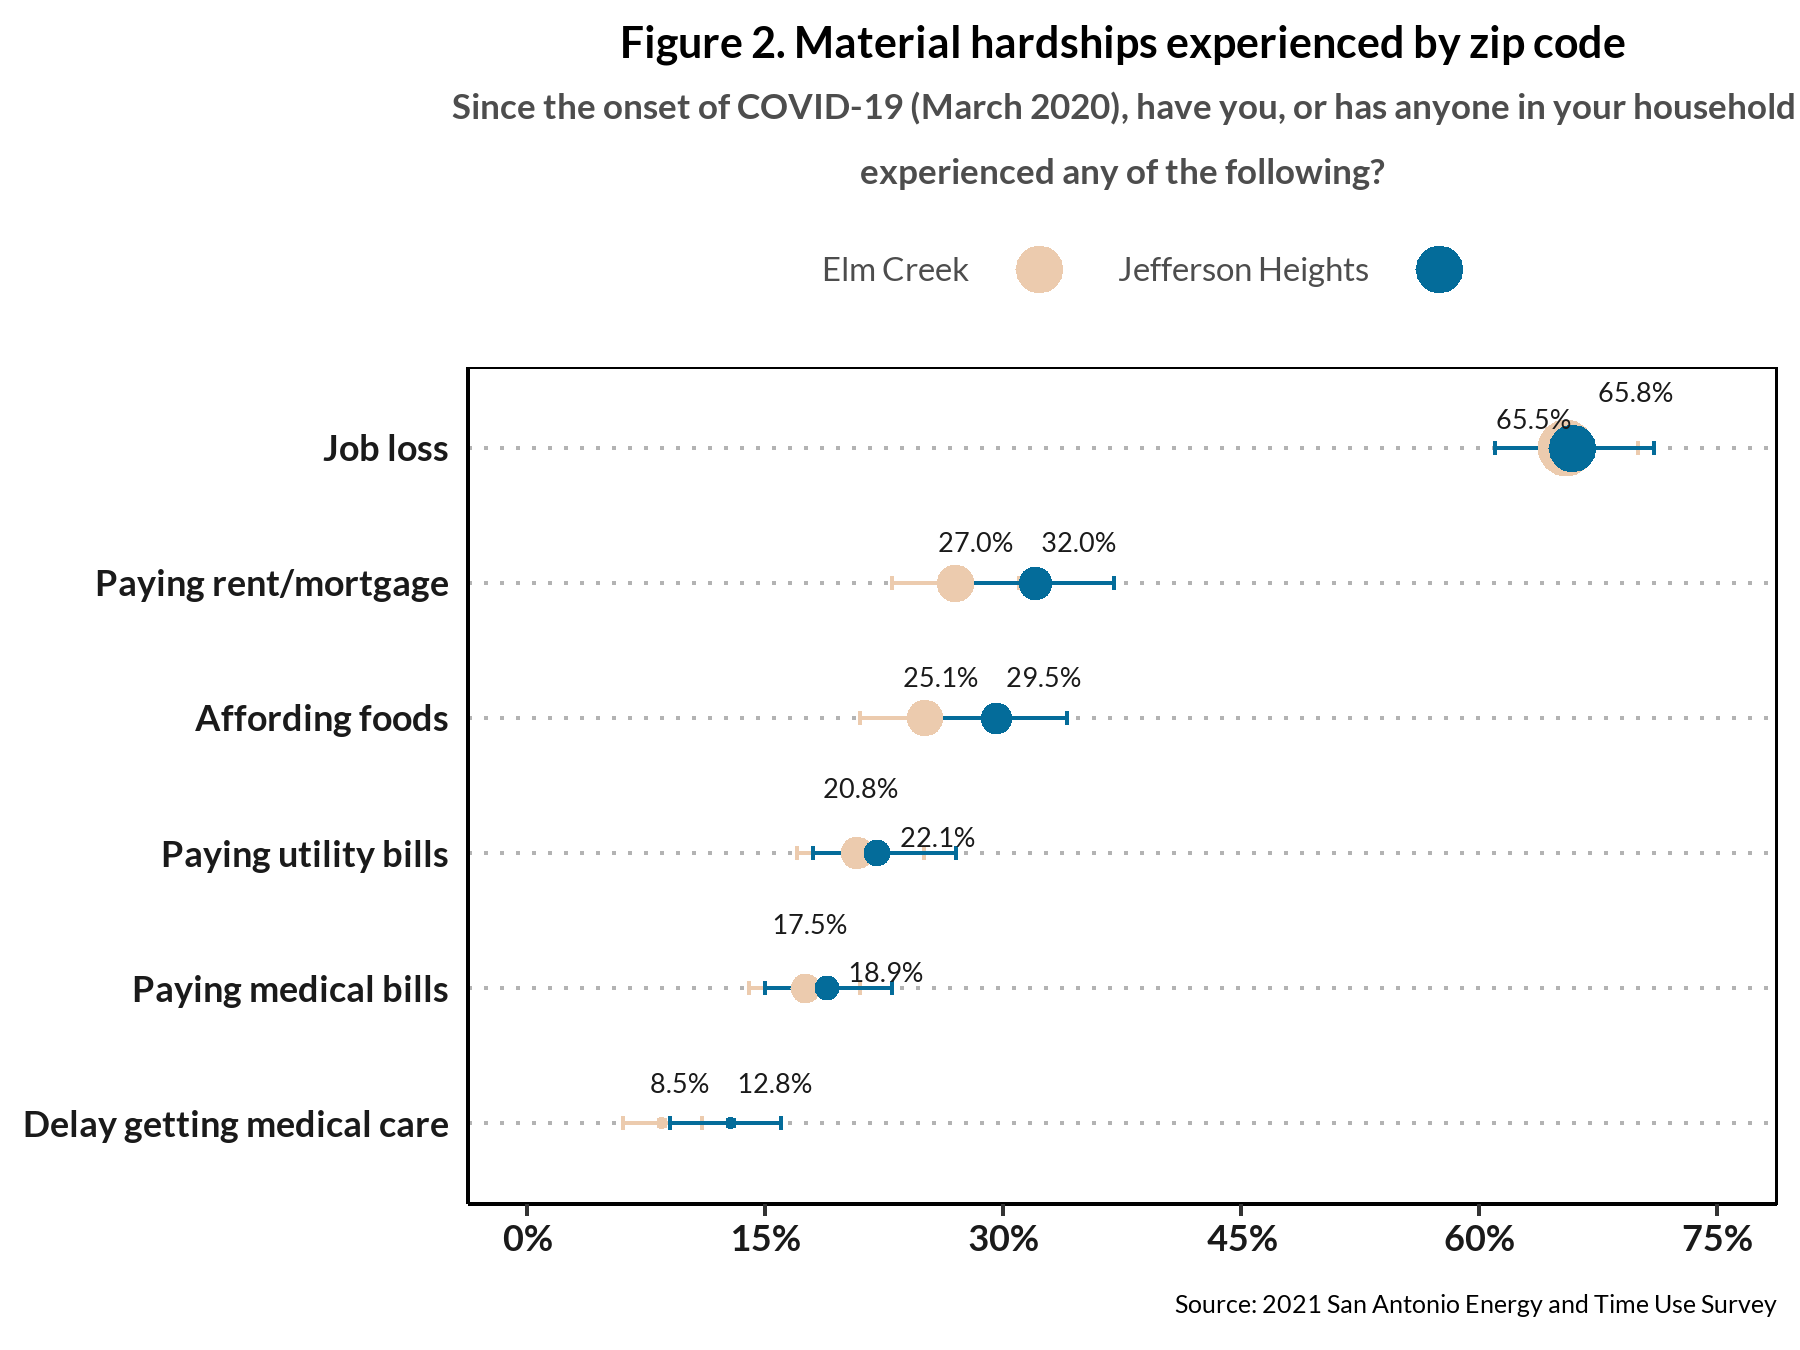 Figure 2. Material hardships experienced by zip code
Since the onset of COVID-19 (March 2020), have you, or has anyone in your household
experienced any of the following?
Elm Creek
Jefferson Heights
Job loss
65.5%
65.8%
Paying rent/mortgage
27.0%
32.0%
Affording foods
25.1%
29.5%
Paying utility bills
20.8%
22.1%
Paying medical bills
17.5%
18.9%
Delay getting medical care
8.5%
12.8%
0%
15%
30%
45%
60%
75%
Source: 2021 San Antonio Energy and Time Use Survey